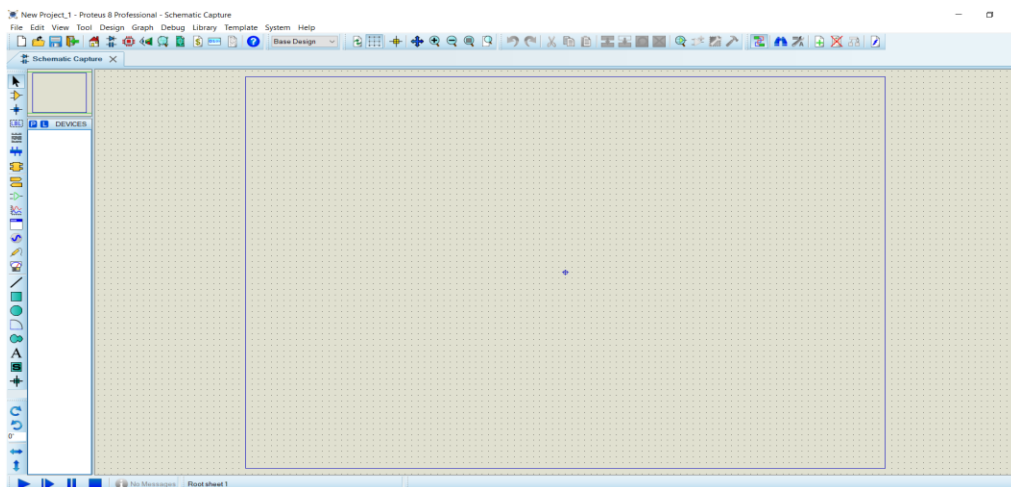 New Project_1 - Proteus 8 Professional - Schematic Capture
File Edit View Tool Design Graph Debug Library Template System Help
Base Design
Schematic Capture
LBL
P L DEVICES
A
S
0°
No Messages Root sheet 1